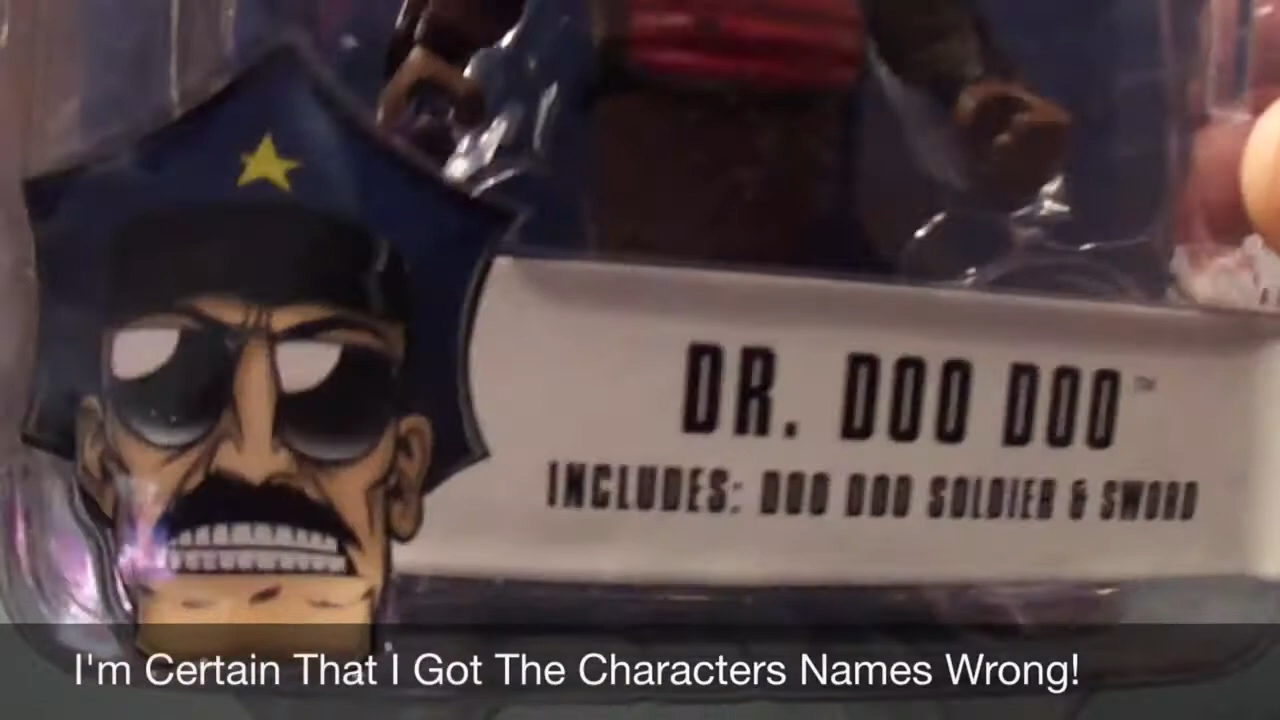 DR. DOO DOO™
INCLUDES: DOO DOO SOLDIER & SWORD
I'm Certain That I Got The Characters Names Wrong!